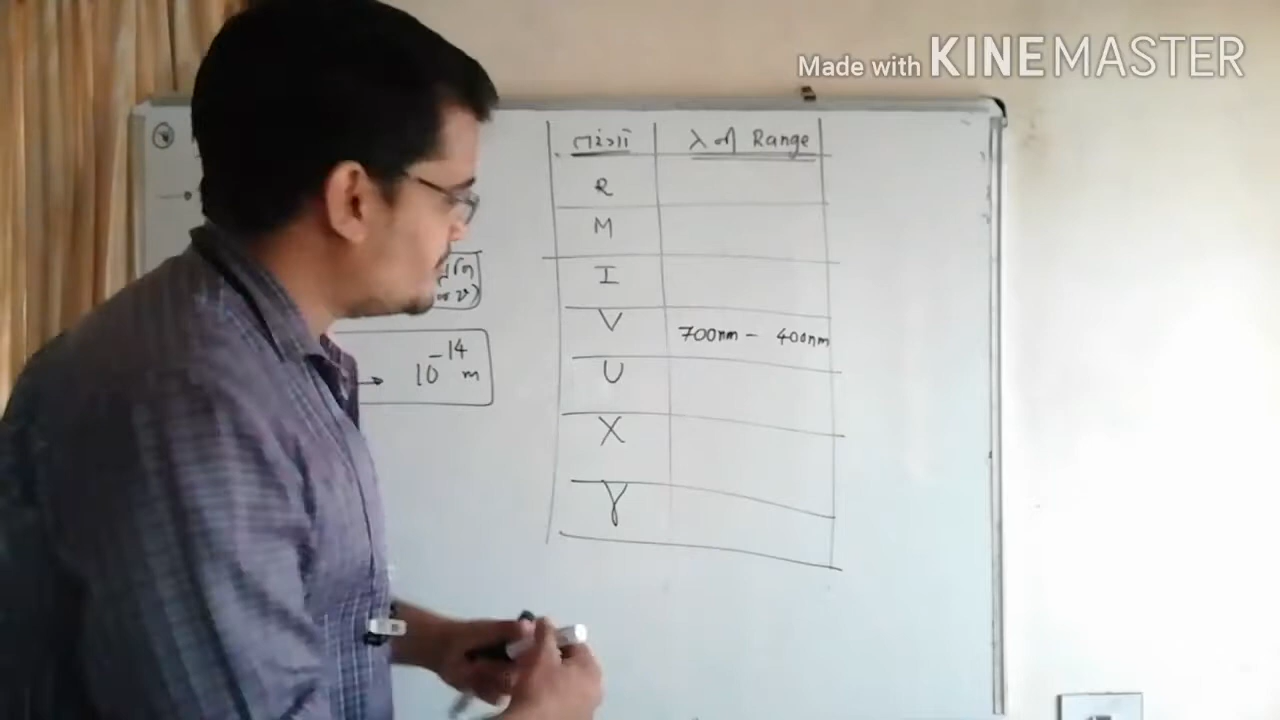 Made with KINEMASTER
તરંગો | λ ની Range
R
M
I
V | 700nm – 400nm
U
X
γ
→ 10^-14 m